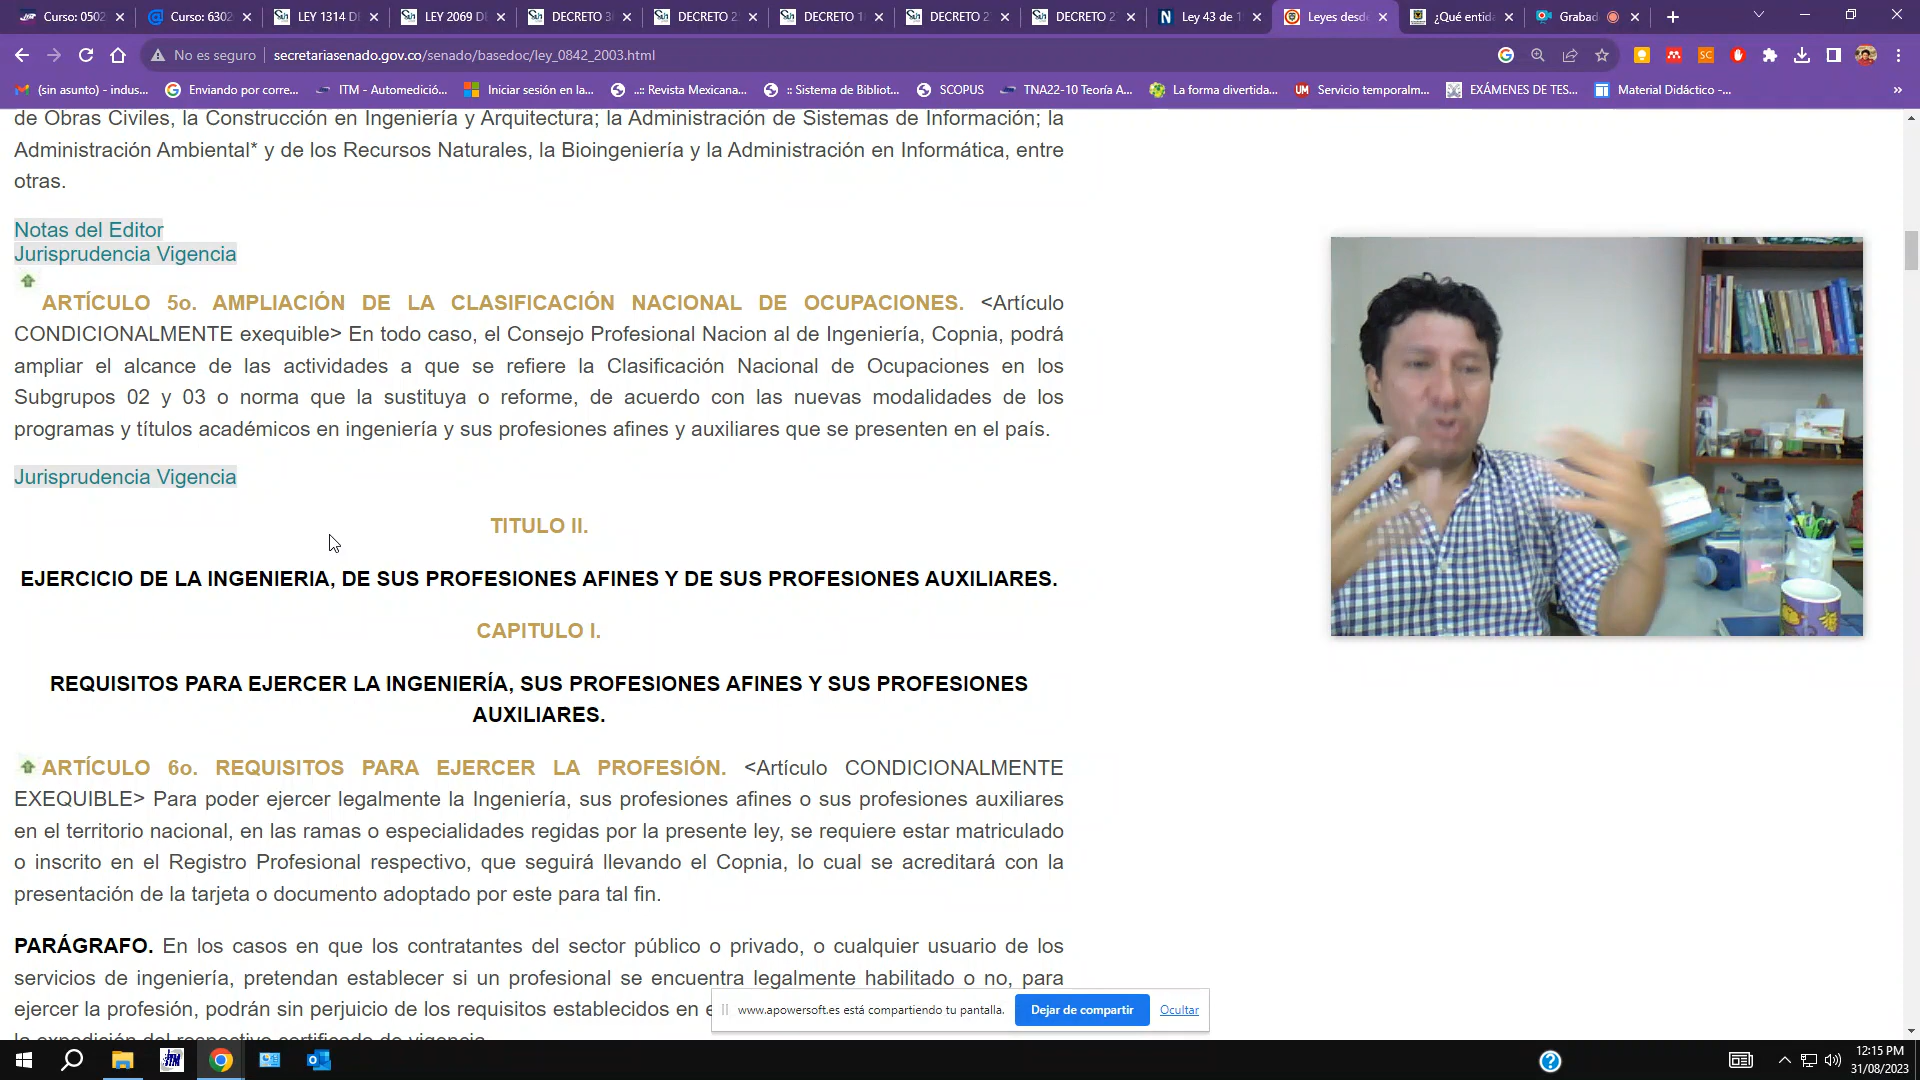 Curso: 0502
Curso: 6302
LEY 1314 DE
LEY 2069 DE
DECRETO 30
DECRETO 2
DECRETO 1
DECRETO 2
DECRETO 2
Ley 43 de 1
Leyes desde
¿Qué entida
Grabad
No es seguro
secretariasenado.gov.co/senado/basedoc/ley_0842_2003.html
(sin asunto) - indus...
Enviando por corre...
ITM - Automedició...
Iniciar sesión en la...
..:: Revista Mexicana...
:: Sistema de Bibliot...
SCOPUS
TNA22-10 Teoría A...
La forma divertida...
Servicio temporalm...
EXÁMENES DE TES...
Material Didáctico -...
de Obras Civiles, la Construcción en Ingeniería y Arquitectura; la Administración de Sistemas de Información; la
Administración Ambiental* y de los Recursos Naturales, la Bioingeniería y la Administración en Informática, entre
otras.
Notas del Editor
Jurisprudencia Vigencia
ARTÍCULO 5o. AMPLIACIÓN DE LA CLASIFICACIÓN NACIONAL DE OCUPACIONES. <Artículo
CONDICIONALMENTE exequible> En todo caso, el Consejo Profesional Nacion al de Ingeniería, Copnia, podrá
ampliar el alcance de las actividades a que se refiere la Clasificación Nacional de Ocupaciones en los
Subgrupos 02 y 03 o norma que la sustituya o reforme, de acuerdo con las nuevas modalidades de los
programas y títulos académicos en ingeniería y sus profesiones afines y auxiliares que se presenten en el país.
Jurisprudencia Vigencia
TITULO II.
EJERCICIO DE LA INGENIERIA, DE SUS PROFESIONES AFINES Y DE SUS PROFESIONES AUXILIARES.
CAPITULO I.
REQUISITOS PARA EJERCER LA INGENIERÍA, SUS PROFESIONES AFINES Y SUS PROFESIONES
AUXILIARES.
ARTÍCULO 6o. REQUISITOS PARA EJERCER LA PROFESIÓN. <Artículo CONDICIONALMENTE
EXEQUIBLE> Para poder ejercer legalmente la Ingeniería, sus profesiones afines o sus profesiones auxiliares
en el territorio nacional, en las ramas o especialidades regidas por la presente ley, se requiere estar matriculado
o inscrito en el Registro Profesional respectivo, que seguirá llevando el Copnia, lo cual se acreditará con la
presentación de la tarjeta o documento adoptado por este para tal fin.
PARÁGRAFO. En los casos en que los contratantes del sector público o privado, o cualquier usuario de los
servicios de ingeniería, pretendan establecer si un profesional se encuentra legalmente habilitado o no, para
ejercer la profesión, podrán sin perjuicio de los requisitos establecidos en e
la expedición del respectivo certificado de vigencia
www.apowersoft.es está compartiendo tu pantalla.
Dejar de compartir
Ocultar
12:15 PM
31/08/2023